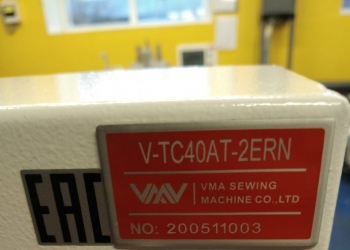 V-TC40AT-2ERN
VMA
VMA SEWING
MACHINE CO.,LTD
NO: 200511003
EAC